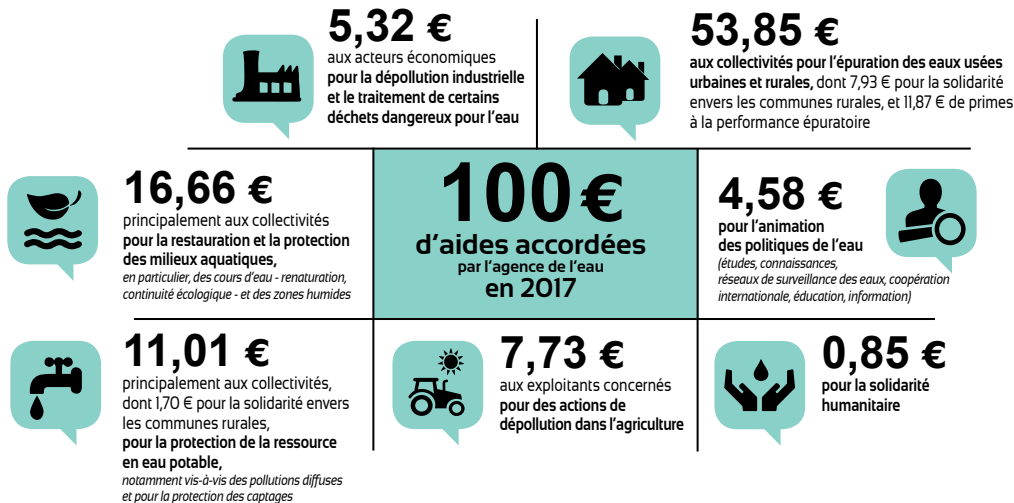 5,32 €
aux acteurs économiques
pour la dépollution industrielle
et le traitement de certains
déchets dangereux pour l'eau
53,85 €
aux collectivités pour l'épuration des eaux usées
urbaines et rurales, dont 7,93 € pour la solidarité
envers les communes rurales, et 11,87 € de primes
à la performance épuratoire
16,66 €
principalement aux collectivités
pour la restauration et la protection
des milieux aquatiques,
en particulier, des cours d'eau - renaturation,
continuité écologique - et des zones humides
100 €
d'aides accordées
par l'agence de l'eau
en 2017
4,58 €
pour l'animation
des politiques de l'eau
(études, connaissances,
réseaux de surveillance des eaux, coopération
internationale, éducation, information)
11,01 €
principalement aux collectivités,
dont 1,70 € pour la solidarité envers
les communes rurales,
pour la protection de la ressource
en eau potable,
notamment vis-à-vis des pollutions diffuses
et pour la protection des captages
7,73 €
aux exploitants concernés
pour des actions de
dépollution dans l'agriculture
0,85 €
pour la solidarité
humanitaire